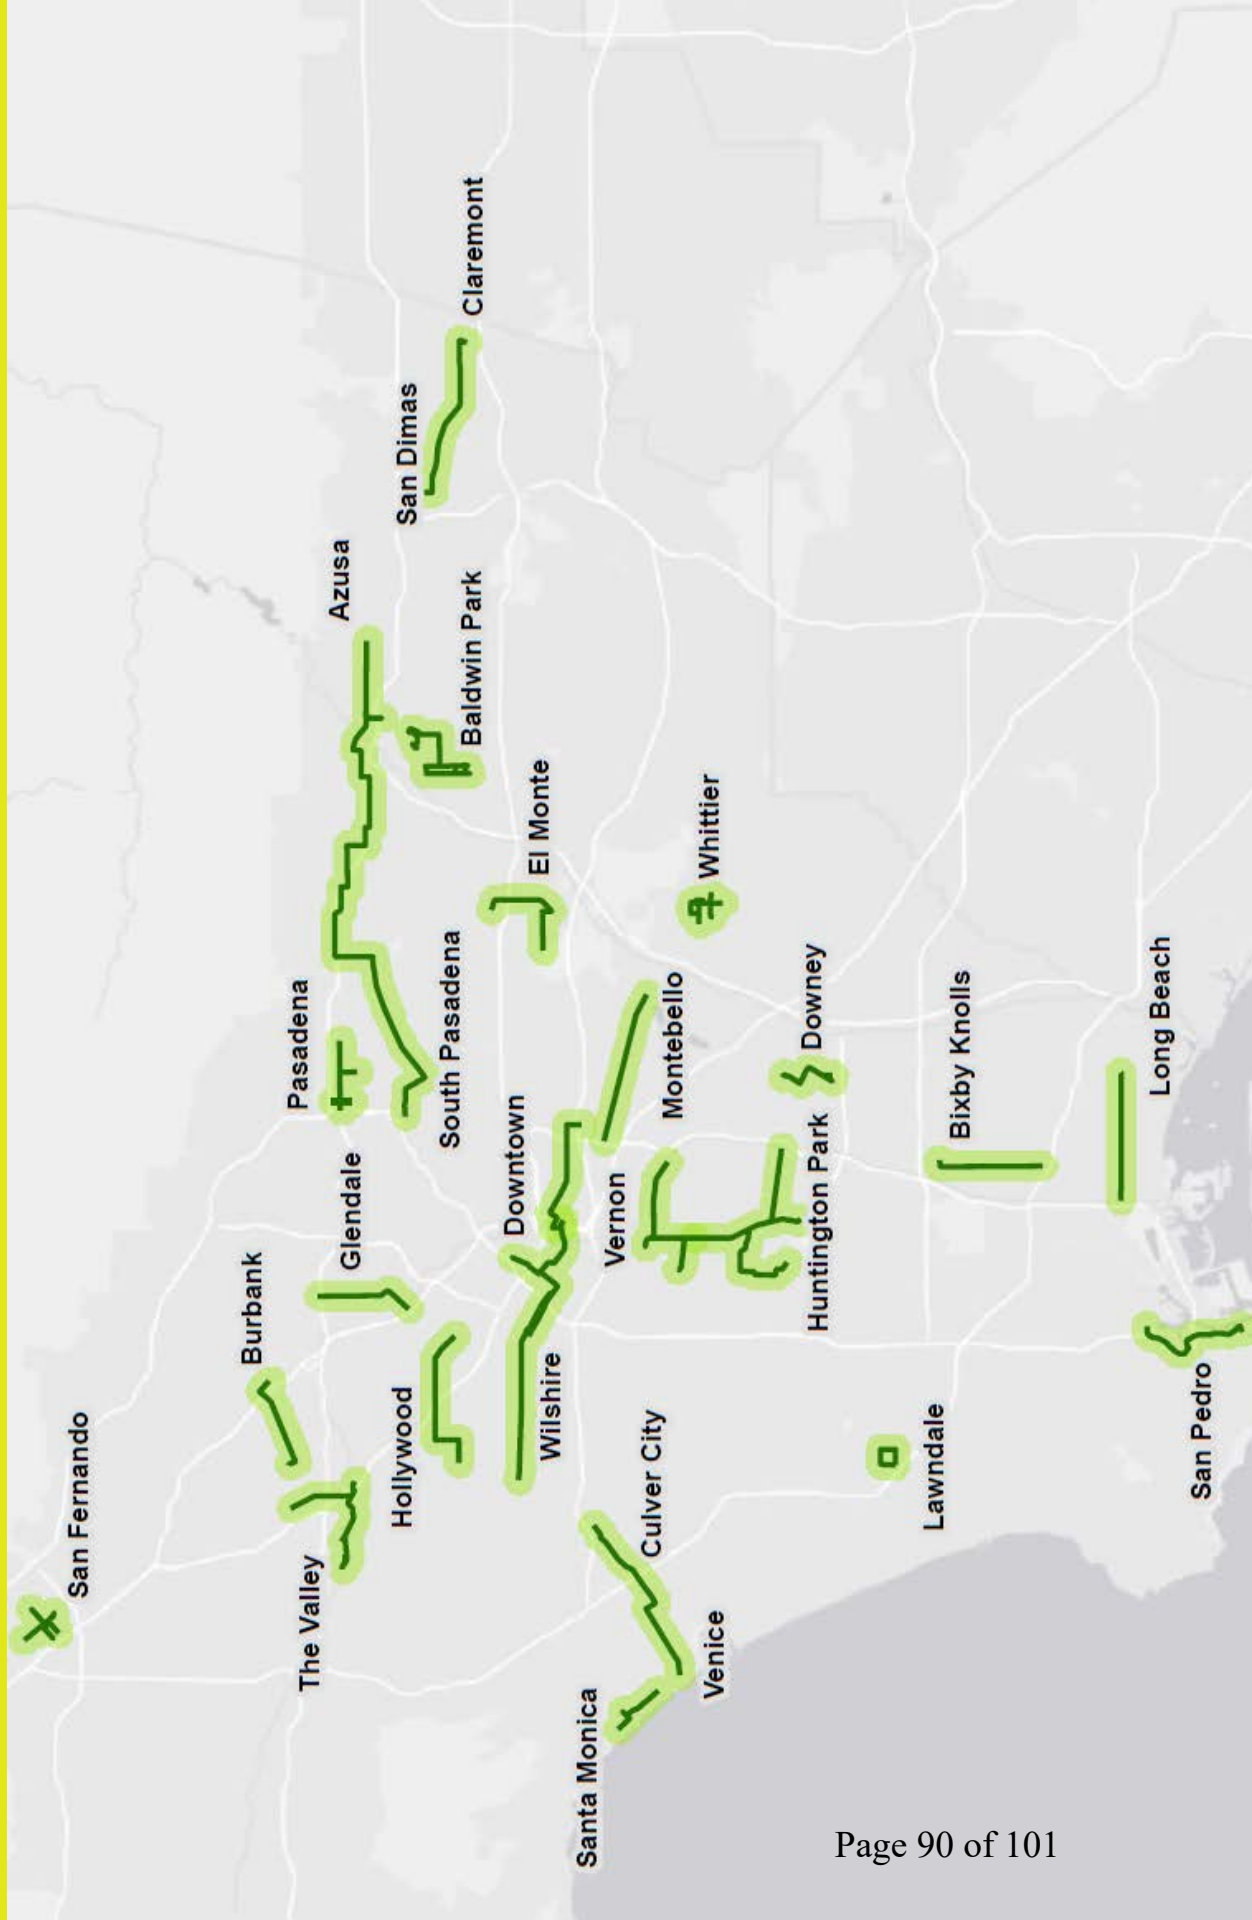 San Fernando
Burbank
Pasadena
The Valley
Glendale
Azusa
Hollywood
South Pasadena
San Dimas
Baldwin Park
Claremont
Downtown
El Monte
Wilshire
Santa Monica
Vernon
Culver City
Montebello
Whittier
Venice
Huntington Park
Downey
Lawndale
Bixby Knolls
Long Beach
San Pedro
Page 90 of 101